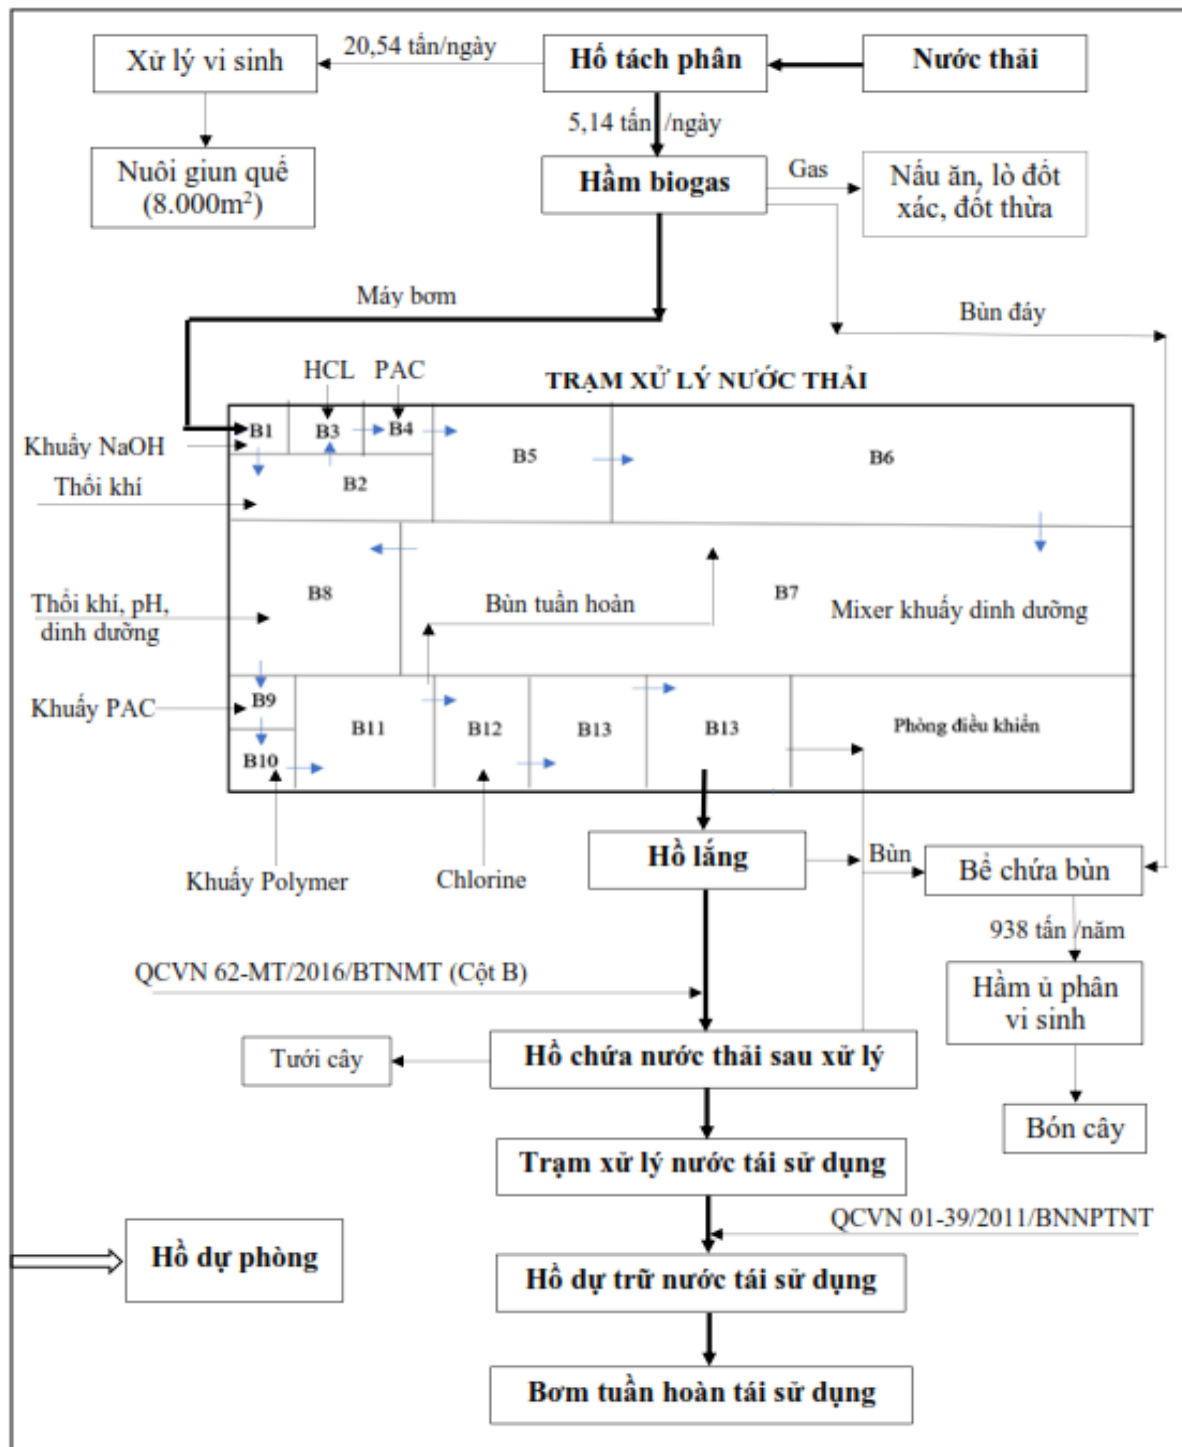 Xử lý vi sinh
20,54 tấn/ngày
Hố tách phân
Nước thải
5,14 tấn /ngày
Nuôi giun quế
(8.000m²)
Hầm biogas
Gas
Nấu ăn, lò đốt
xác, đốt thừa
Máy bơm
Bùn đáy
HCL
PAC
TRẠM XỬ LÝ NƯỚC THẢI
B1
B3
B4
B5
B6
Khuấy NaOH
B2
Thổi khí
B8
B7
Thổi khí, pH,
dinh dưỡng
Bùn tuần hoàn
Mixer khuấy dinh dưỡng
B9
Khuấy PAC
B11
B12
B13
B13
Phòng điều khiển
B10
Khuấy Polymer
Chlorine
Hồ lắng
Bùn
Bể chứa bùn
938 tấn /năm
QCVN 62-MT/2016/BTNMT (Cột B)
Hầm ủ phân
vi sinh
Tưới cây
Hồ chứa nước thải sau xử lý
Bón cây
Trạm xử lý nước tái sử dụng
QCVN 01-39/2011/BNNPTNT
Hồ dự phòng
Hồ dự trữ nước tái sử dụng
Bơm tuần hoàn tái sử dụng